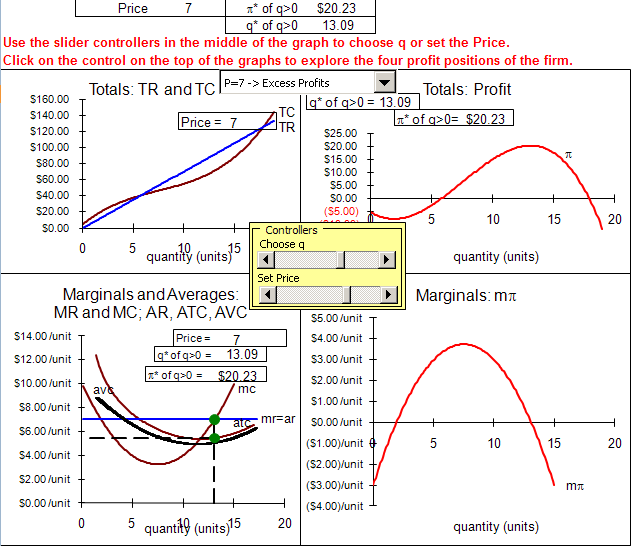 Price 7 π* of q>0 $20.23
q* of q>0 13.09
Use the slider controllers in the middle of the graph to choose q or set the Price.
Click on the control on the top of the graphs to explore the four profit positions of the firm.
Totals: TR and TC
P=7 -> Excess Profits
Totals: Profit
q* of q>0 = 13.09
π* of q>0= $20.23
Price = 7
TC
TR
$160.00
$140.00
$120.00
$100.00
$80.00
$60.00
$40.00
$20.00
$0.00
0 5 10 15
quantity (units)
$25.00
$20.00
$15.00
$10.00
$5.00
$0.00
($5.00)
π
5 10 15 20
quantity (units)
Controllers
Choose q
Set Price
Marginals and Averages:
MR and MC; AR, ATC, AVC
Price = 7
q* of q>0 = 13.09
π* of q>0 = $20.23
$14.00/unit
$12.00/unit
$10.00/unit
$8.00/unit
$6.00/unit
$4.00/unit
$2.00/unit
$0.00/unit
avc
mc
atc
mr=ar
0 5 10 15 20
quantity (units)
Marginals: mπ
$5.00/unit
$4.00/unit
$3.00/unit
$2.00/unit
$1.00/unit
$0.00/unit
($1.00)/unit
($2.00)/unit
($3.00)/unit
($4.00)/unit
0 5 10 15 20
mπ
quantity (units)